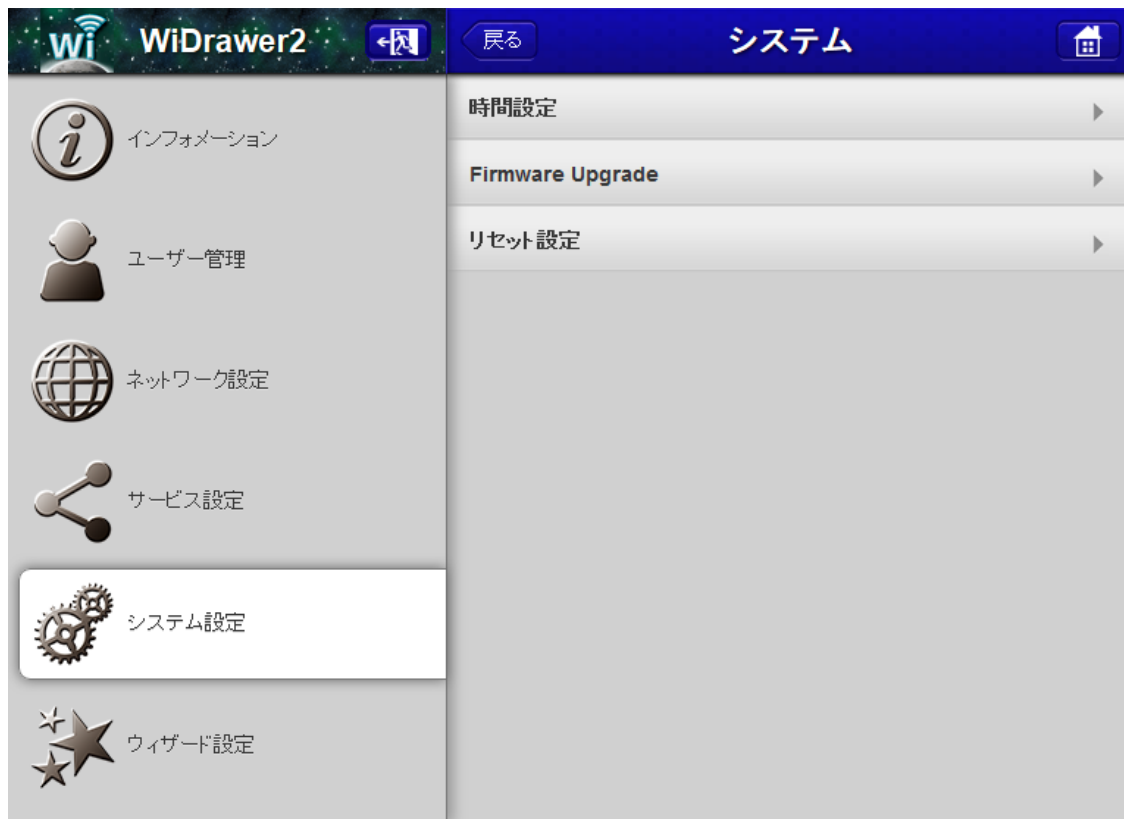 Wi
WiDrawer2
戻る
システム
インフォメーション
ユーザー管理
ネットワーク設定
サービス設定
システム設定
ウィザード設定
時間設定
Firmware Upgrade
リセット設定